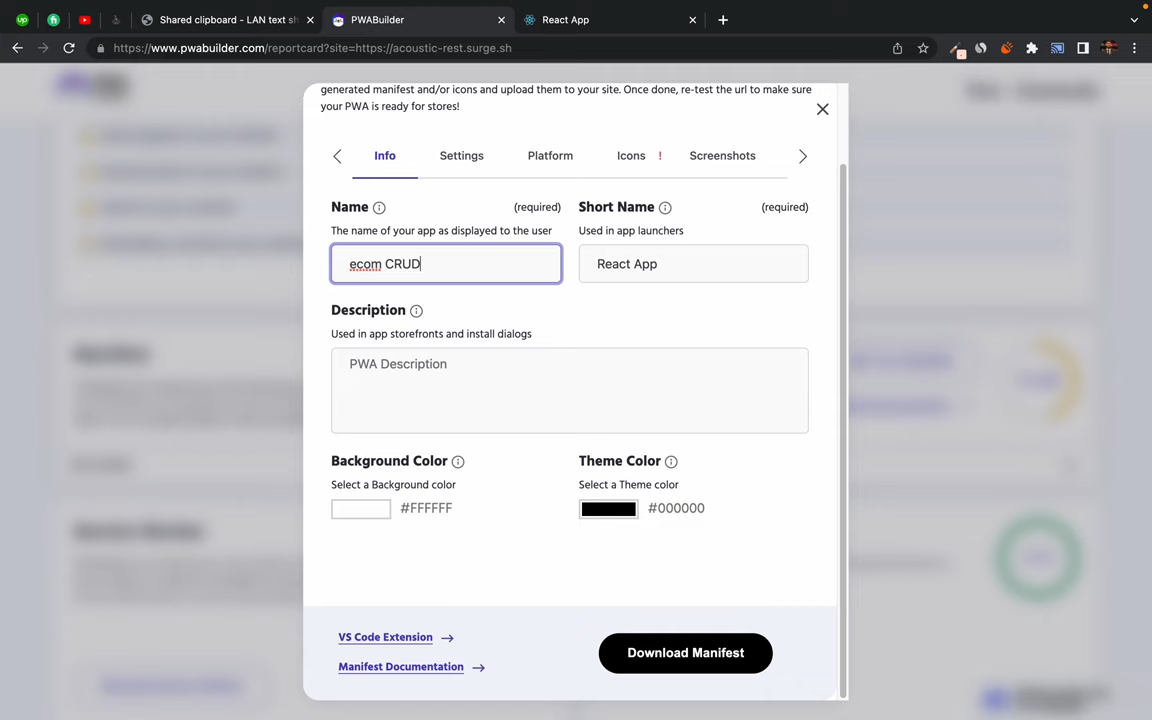 Shared clipboard - LAN text sh
PWABuilder
React App
https://www.pwabuilder.com/reportcard?site=https://acoustic-rest.surge.sh
generated manifest and/or icons and upload them to your site. Once done, re-test the url to make sure
your PWA is ready for stores!
Info Settings Platform Icons ! Screenshots
Name (required)
The name of your app as displayed to the user
ecom CRUD
Short Name (required)
Used in app launchers
React App
Description
Used in app storefronts and install dialogs
PWA Description
Background Color
Select a Background color
#FFFFFF
Theme Color
Select a Theme color
#000000
VS Code Extension
Manifest Documentation
Download Manifest